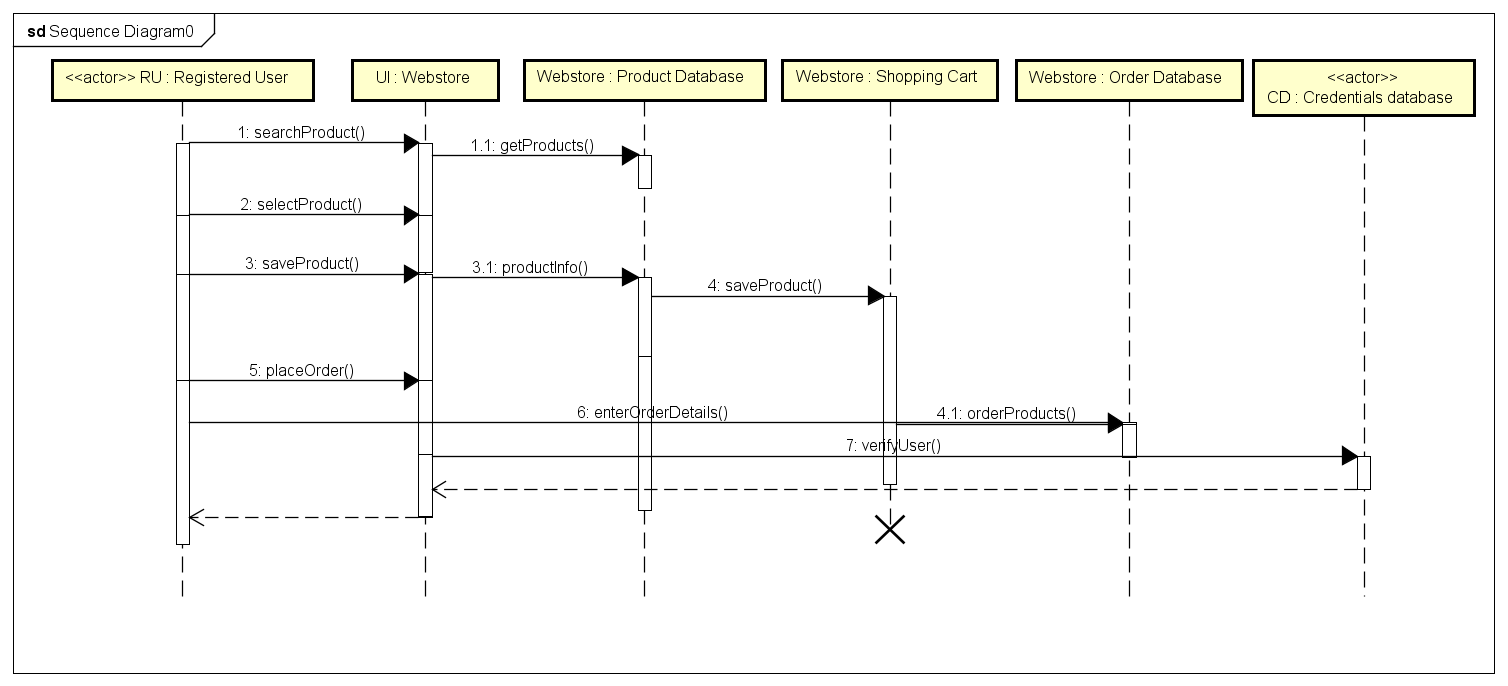 sd Sequence Diagram0
<<actor>> RU : Registered User
UI : Webstore
Webstore : Product Database
Webstore : Shopping Cart
Webstore : Order Database
<<actor>>
CD : Credentials database
1: searchProduct()
1.1: getProducts()
2: selectProduct()
3: saveProduct()
3.1: productInfo()
4: saveProduct()
5: placeOrder()
6: enterOrderDetails()
4.1: orderProducts()
7: verifyUser()